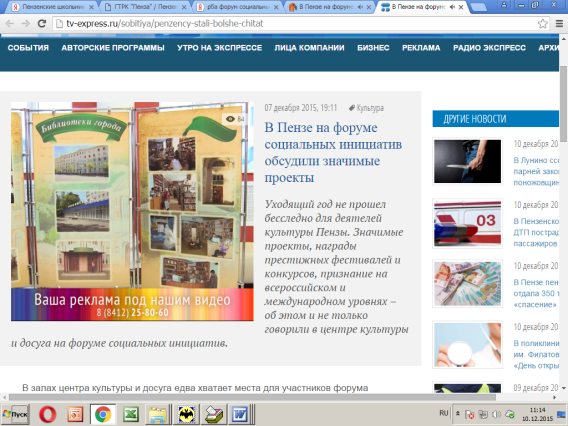 Пензенские школьник
ГТРК "Пенза" / Пензе
рба форум социальны
В Пензе на форуме
В Пензе на форуме
tv-express.ru/sobitiya/penzency-stali-bolshe-chitat
СОБЫТИЯ АВТОРСКИЕ ПРОГРАММЫ УТРО НА ЭКСПРЕССЕ ЛИЦА КОМПАНИИ БИЗНЕС РЕКЛАМА РАДИО ЭКСПРЕСС АРХИ
Библиотеки города
84
Ваша реклама под нашим видео
8 (8412) 25-80-60
07 декабря 2015, 19:11 Культура
В Пензе на форуме
социальных инициатив
обсудили значимые
проекты
Уходящий год не прошел
бесследно для деятелей
культуры Пензы. Значимые
проекты, награды
престижных фестивалей и
конкурсов, признание на
всероссийском и
международном уровнях –
об этом и не только
говорили в центре культуры
и досуга на форуме социальных инициатив.
В залах центра культуры и досуга едва хватает места для участников форума
ДРУГИЕ НОВОСТИ
10 декабря 20
В Лунино ссо
парней закон
поножовщин
03
10 декабря 20
В Пензенско
ДТП постра
пассажиров
10 декабря 20
В Пензе пен
отдала 350 т
«спасение»
10 декабря 20
В поликлини
им. Филатов
«День откры
09 декабря 20
Пуск
RU
11:14
10.12.2015